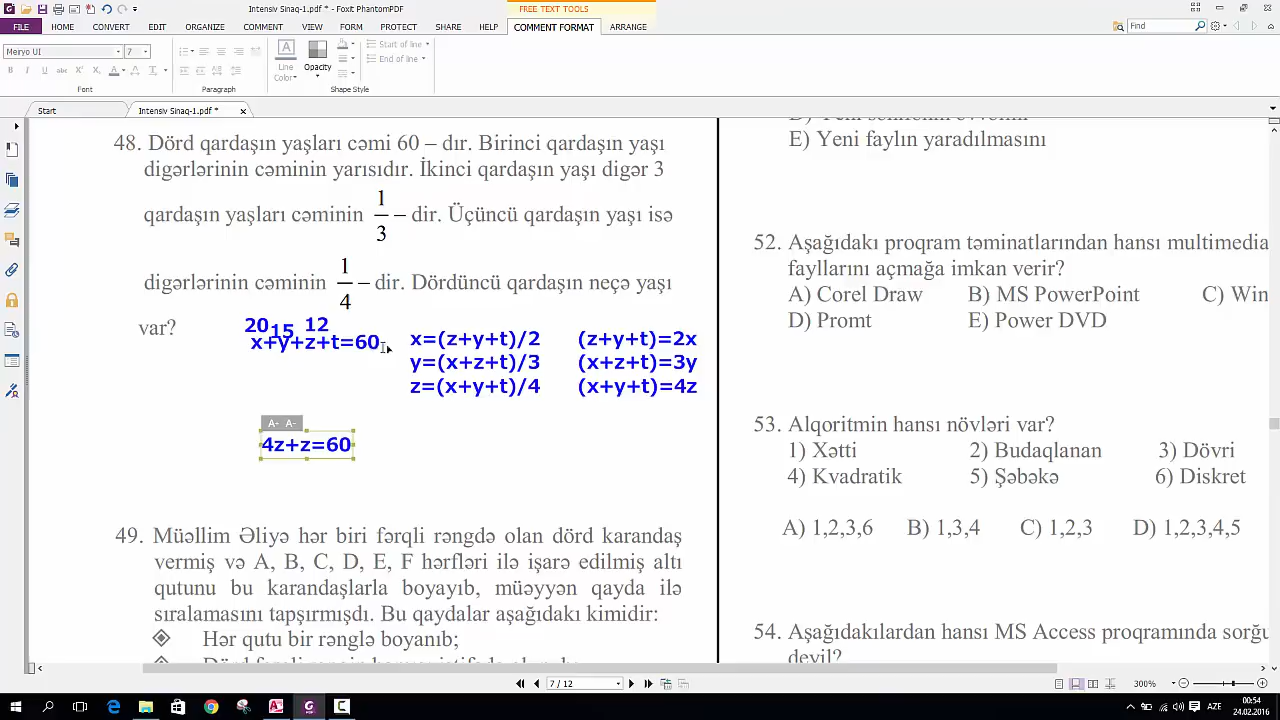 Intensiv Sinaq-1.pdf * - Foxit PhantomPDF
FREE TEXT TOOLS
FILE HOME CONVERT EDIT ORGANIZE COMMENT VIEW FORM PROTECT SHARE HELP COMMENT FORMAT ARRANGE
Find
Meryo UI 7
Line Color
Opacity
Start of line
End of line
Font Paragraph Shape Style
Start Intensiv Sinaq-1.pdf *
48. Dörd qardaşın yaşları cəmi 60 – dır. Birinci qardaşın yaşı
digərlərinin cəminin yarısıdır. İkinci qardaşın yaşı digər 3
qardaşın yaşları cəminin 1/3 – dir. Üçüncü qardaşın yaşı isə
digərlərinin cəminin 1/4 – dir. Dördüncü qardaşın neçə yaşı
var?
20 15 12
x+y+z+t=60
x=(z+y+t)/2 (z+y+t)=2x
y=(x+z+t)/3 (x+z+t)=3y
z=(x+y+t)/4 (x+y+t)=4z
A- A-
4z+z=60
49. Müəllim Əliyə hər biri fərqli rəngdə olan dörd karandaş
vermiş və A, B, C, D, E, F hərfləri ilə işarə edilmiş altı
qutunu bu karandaşlarla boyayıb, müəyyən qayda ilə
sıralamasını tapşırmışdı. Bu qaydalar aşağıdakı kimidir:
Hər qutu bir rənglə boyanıb;
E) Yeni faylın yaradılmasını
52. Aşağıdakı proqram təminatlarından hansı multimedia
fayllarını açmağa imkan verir?
A) Corel Draw B) MS PowerPoint C) Win
D) Promt E) Power DVD
53. Alqoritmin hansı növləri var?
1) Xətti 2) Budaqlanan 3) Dövri
4) Kvadratik 5) Şəbəkə 6) Diskret
A) 1,2,3,6 B) 1,3,4 C) 1,2,3 D) 1,2,3,4,5
54. Aşağıdakılardan hansı MS Access proqramında sorğu
7 / 12
300%
AZE
00:54
24.02.2016